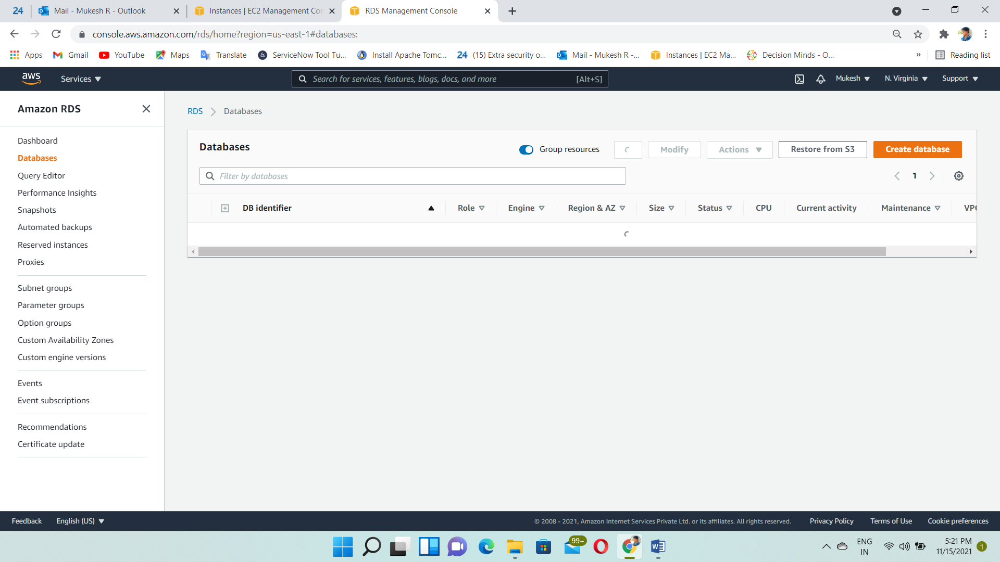 24 Mail - Mukesh R - Outlook Instances | EC2 Management Con RDS Management Console
console.aws.amazon.com/rds/home?region=us-east-1#databases:
Apps Gmail YouTube Maps Translate ServiceNow Tool Tu... Install Apache Tomc... 24 (15) Extra security o... Mail - Mukesh R -... Instances | EC2 Ma... Decision Minds - O... » Reading list
aws Services Search for services, features, blogs, docs, and more [Alt+S] Mukesh N. Virginia Support
Amazon RDS
Dashboard
Databases
Query Editor
Performance Insights
Snapshots
Automated backups
Reserved instances
Proxies
Subnet groups
Parameter groups
Option groups
Custom Availability Zones
Custom engine versions
Events
Event subscriptions
Recommendations
Certificate update
RDS Databases
Databases Group resources Modify Actions Restore from S3 Create database
Filter by databases 1
DB identifier Role Engine Region & AZ Size Status CPU Current activity Maintenance VPC
Feedback English (US) © 2008 - 2021, Amazon Internet Services Private Ltd. or its affiliates. All rights reserved. Privacy Policy Terms of Use Cookie preferences
99+
ENG
IN
5:21 PM
11/15/2021
1